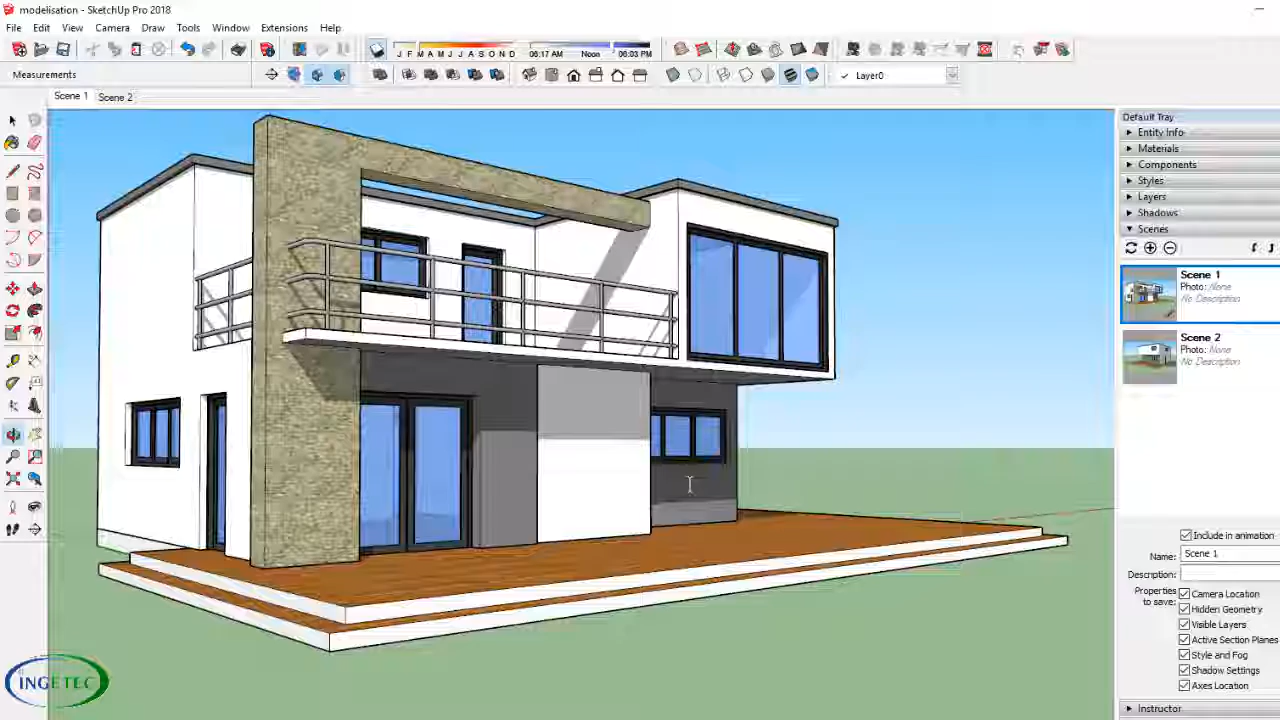 modelisation - SketchUp Pro 2018
File Edit View Camera Draw Tools Window Extensions Help
J F M A M J J A S O N D 06:17 AM Noon 06:03 PM
Measurements
Layer0
Scene 1 Scene 2
Default Tray
Entity Info
Materials
Components
Styles
Layers
Shadows
Scenes
Scene 1
Photo: None
No Description
Scene 2
Photo: None
No Description
Include in animation
Name: Scene 1
Description:
Properties to save:
Camera Location
Hidden Geometry
Visible Layers
Active Section Planes
Style and Fog
Shadow Settings
Axes Location
Instructor
INGETEC